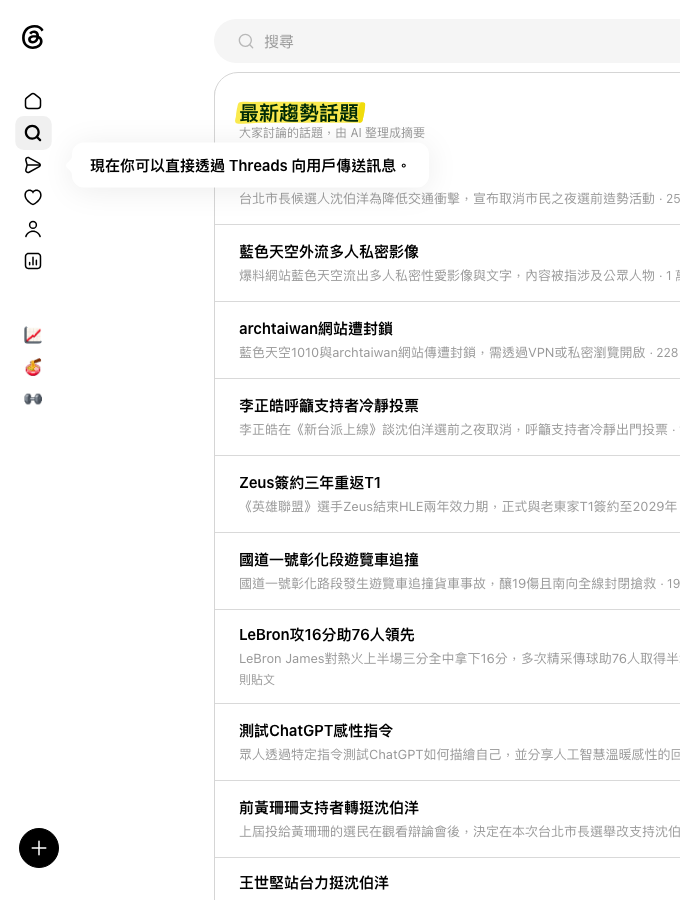 搜尋
最新趨勢話題
大家討論的話題，由 AI 整理成摘要
現在你可以直接透過 Threads 向用戶傳送訊息。
台北市長候選人沈伯洋為降低交通衝擊，宣布取消市民之夜選前造勢活動 · 25
藍色天空外流多人私密影像
爆料網站藍色天空流出多人私密性愛影像與文字，內容被指涉及公眾人物 · 1 萬
archtaiwan網站遭封鎖
藍色天空1010與archtaiwan網站傳遭封鎖，需透過VPN或私密瀏覽開啟 · 228
李正皓呼籲支持者冷靜投票
李正皓在《新台派上線》談沈伯洋選前之夜取消，呼籲支持者冷靜出門投票 ·
Zeus簽約三年重返T1
《英雄聯盟》選手Zeus結束HLE兩年效力期，正式與老東家T1簽約至2029年
國道一號彰化段遊覽車追撞
國道一號彰化路段發生遊覽車追撞貨車事故，釀19傷且南向全線封閉搶救 · 19
LeBron攻16分助76人領先
LeBron James對熱火上半場三分全中拿下16分，多次精采傳球助76人取得半
則貼文
測試ChatGPT感性指令
眾人透過特定指令測試ChatGPT如何描繪自己，並分享人工智慧溫暖感性的回
前黃珊珊支持者轉挺沈伯洋
上屆投給黃珊珊的選民在觀看辯論會後，決定在本次台北市長選舉改支持沈伯
王世堅站台力挺沈伯洋